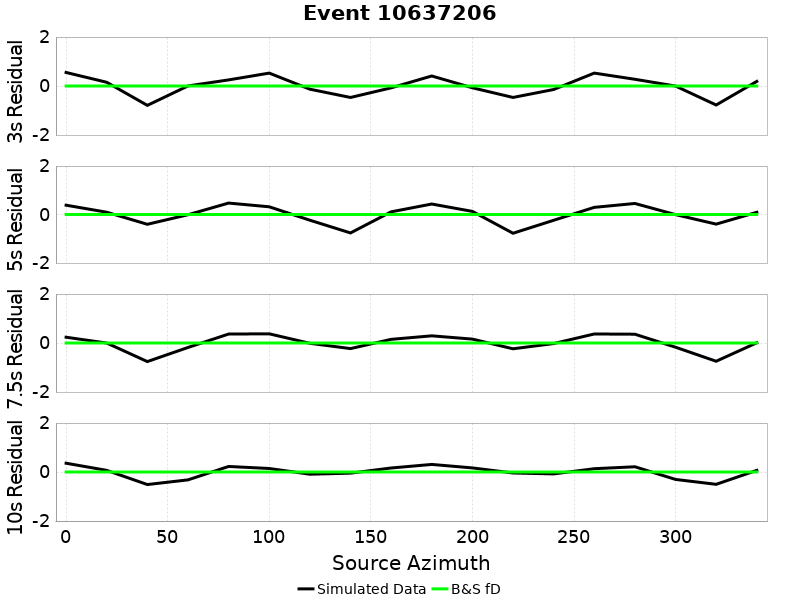 Event 10637206
3s Residual
2
0
-2
5s Residual
2
0
-2
7.5s Residual
2
0
-2
10s Residual
2
0
-2
0 50 100 150 200 250 300
Source Azimuth
Simulated Data B&S fD